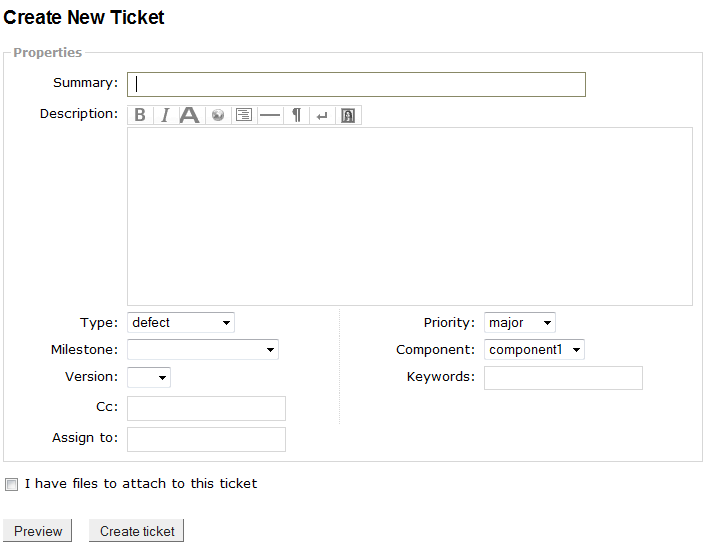 Create New Ticket
Properties
Summary:
Description: B I A ¶
Type: defect Priority: major
Milestone: Component: component1
Version: Keywords:
Cc:
Assign to:
I have files to attach to this ticket
Preview Create ticket